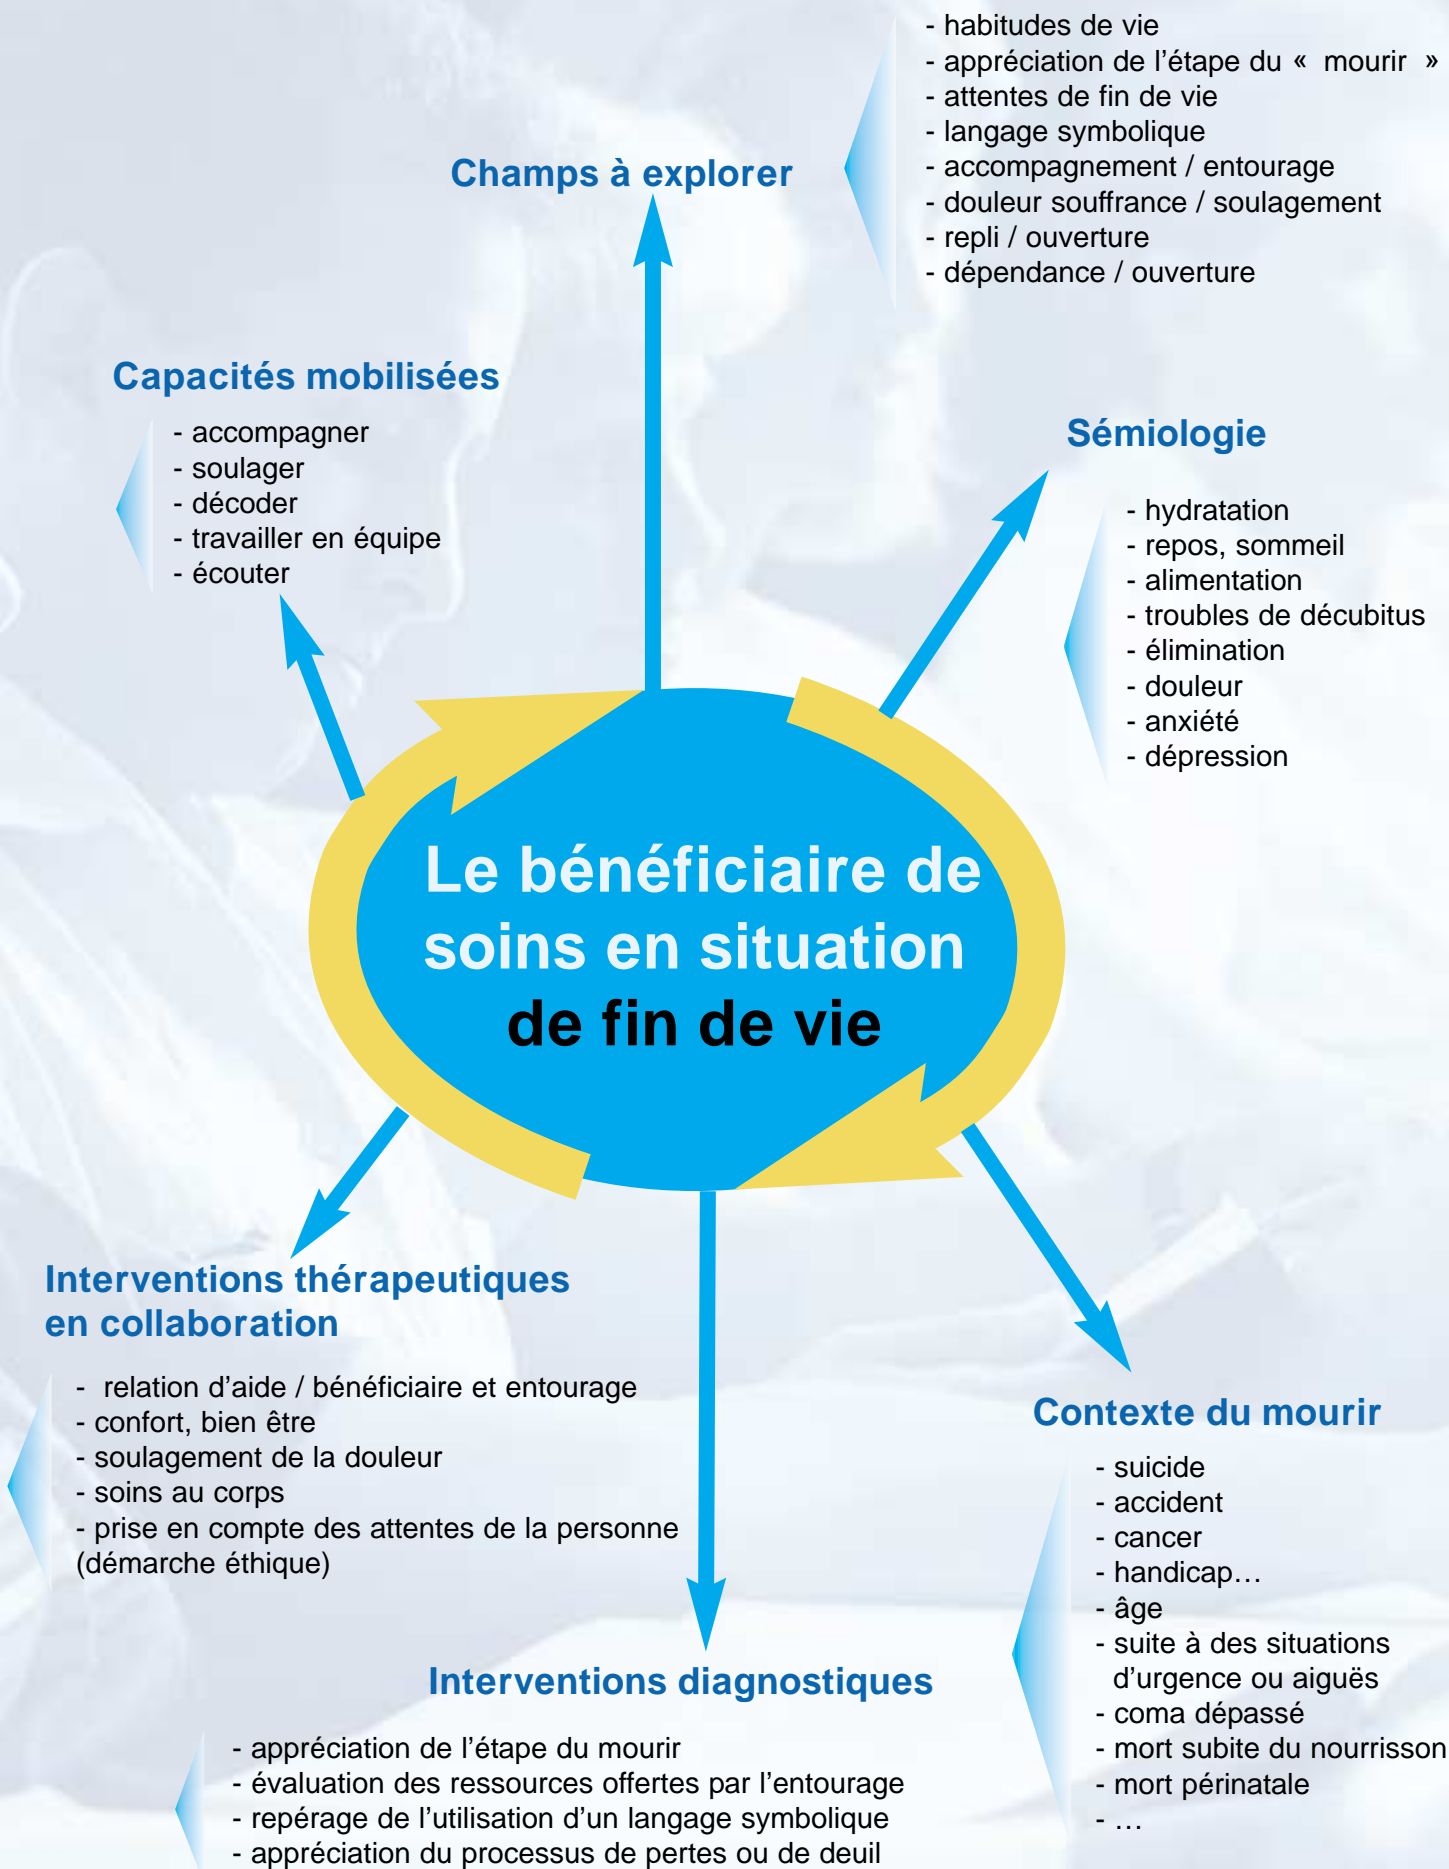 - habitudes de vie
- appréciation de l'étape du « mourir »
- attentes de fin de vie
- langage symbolique
- accompagnement / entourage
- douleur souffrance / soulagement
- repli / ouverture
- dépendance / ouverture
Champs à explorer
Capacités mobilisées
- accompagner
- soulager
- décoder
- travailler en équipe
- écouter
Sémiologie
- hydratation
- repos, sommeil
- alimentation
- troubles de décubitus
- élimination
- douleur
- anxiété
- dépression
Le bénéficiaire de
soins en situation
de fin de vie
Interventions thérapeutiques
en collaboration
- relation d'aide / bénéficiaire et entourage
- confort, bien être
- soulagement de la douleur
- soins au corps
- prise en compte des attentes de la personne
(démarche éthique)
Contexte du mourir
- suicide
- accident
- cancer
- handicap…
- âge
- suite à des situations
d'urgence ou aiguës
- coma dépassé
- mort subite du nourrisson
- mort périnatale
- …
Interventions diagnostiques
- appréciation de l'étape du mourir
- évaluation des ressources offertes par l'entourage
- repérage de l'utilisation d'un langage symbolique
- appréciation du processus de pertes ou de deuil